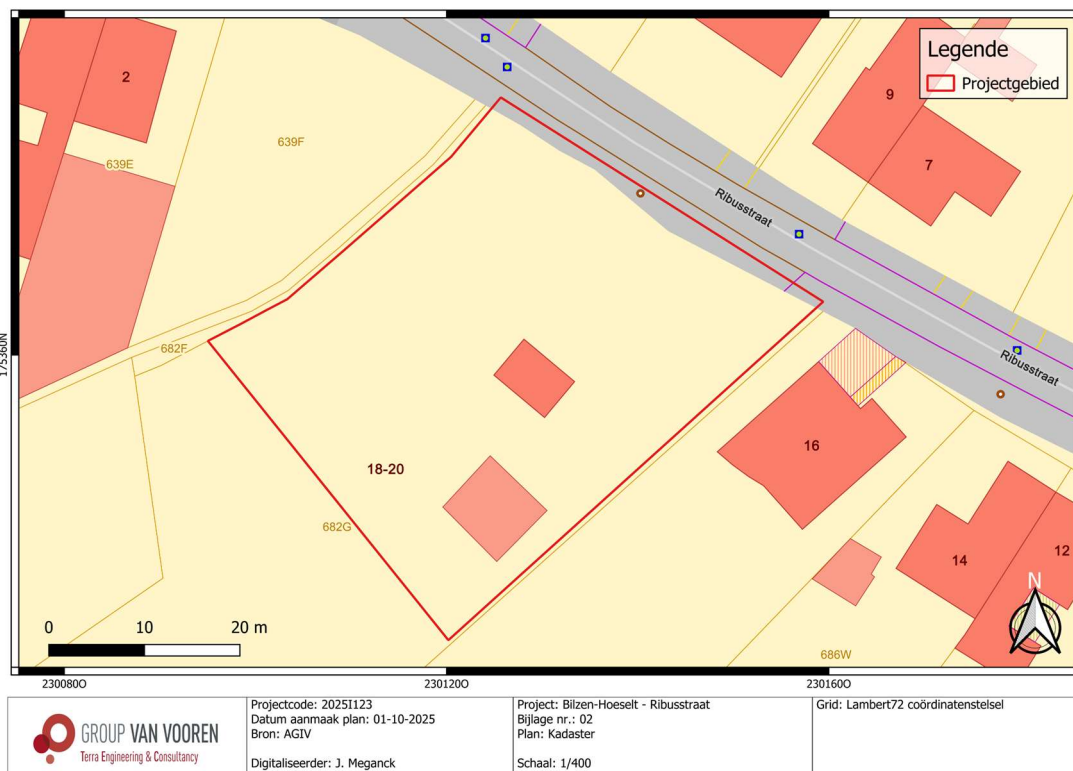 Legende
Projectgebied
2
9
7
639F
639E
Ribusstraat
175360N
682F
Ribusstraat
16
18-20
682G
14
12
N
0 10 20 m
686W
230080O
230120O
230160O
GROUP VAN VOOREN
Terra Engineering & Consultancy
Projectcode: 2025I123
Datum aanmaak plan: 01-10-2025
Bron: AGIV
Digitaliseerder: J. Meganck
Project: Bilzen-Hoeselt - Ribusstraat
Bijlage nr.: 02
Plan: Kadaster
Schaal: 1/400
Grid: Lambert72 coördinatenstelsel